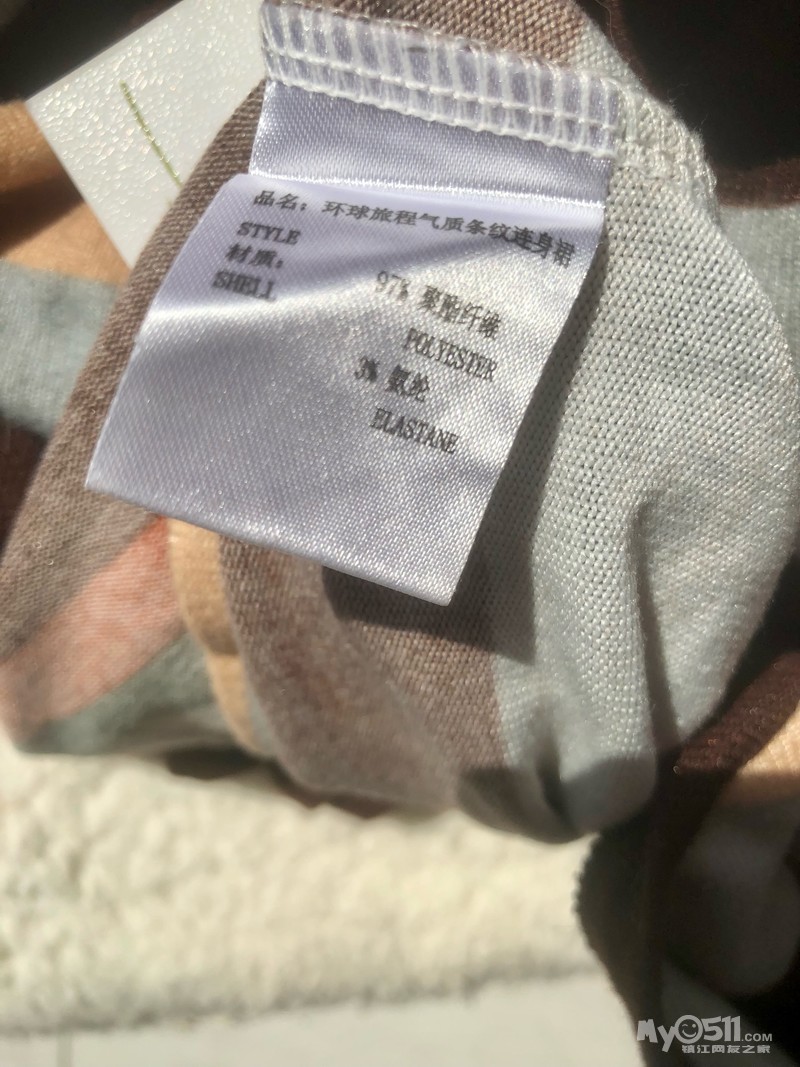 品名：环球旅程气质条纹连身裙
STYLE
材质：
SHELL
97% 聚酯纤维
POLYESTER
3% 氨纶
ELASTANE
My0511.COM
镇江网友之家